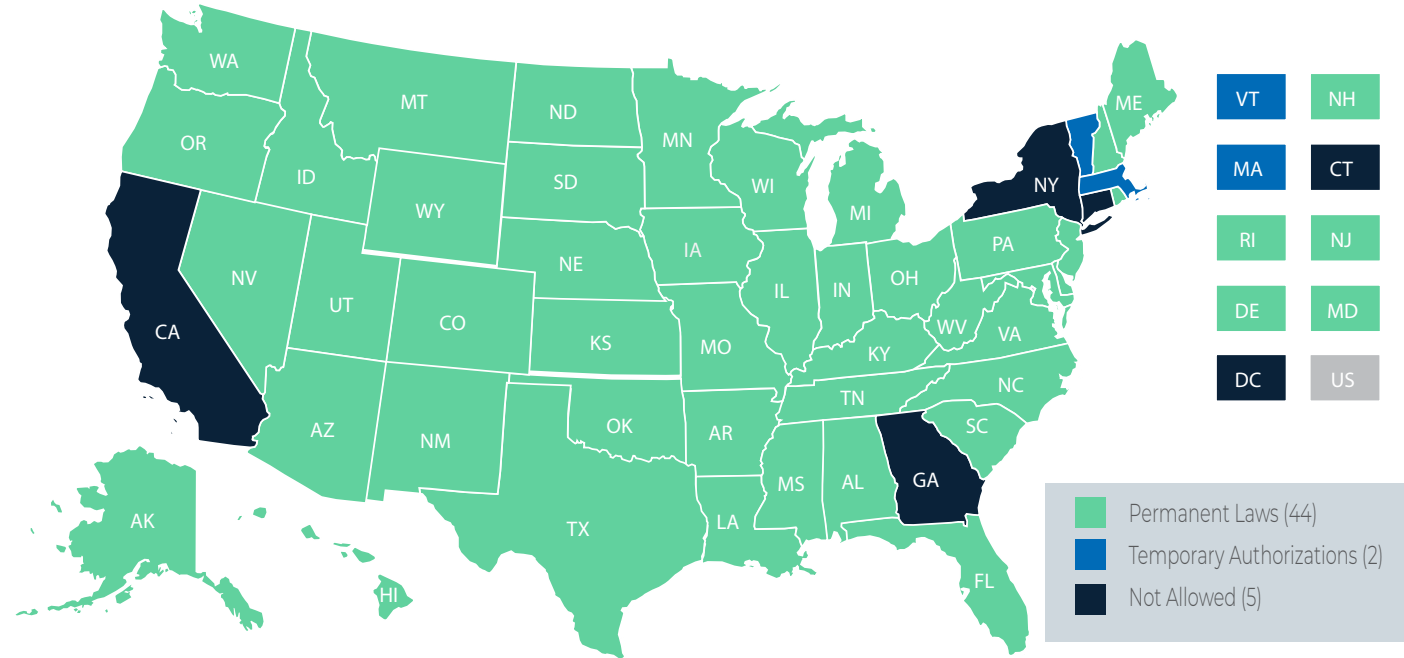 WA
MT
ND
MN
ME
VT
NH
OR
ID
SD
WI
MI
NY
MA
CT
WY
IA
PA
RI
NJ
NV
UT
NE
IL
IN
OH
CO
KS
MO
WV
VA
DE
MD
CA
KY
NC
DC
US
AZ
NM
OK
AR
TN
SC
AK
TX
LA
MS
AL
GA
HI
FL
Permanent Laws (44)
Temporary Authorizations (2)
Not Allowed (5)